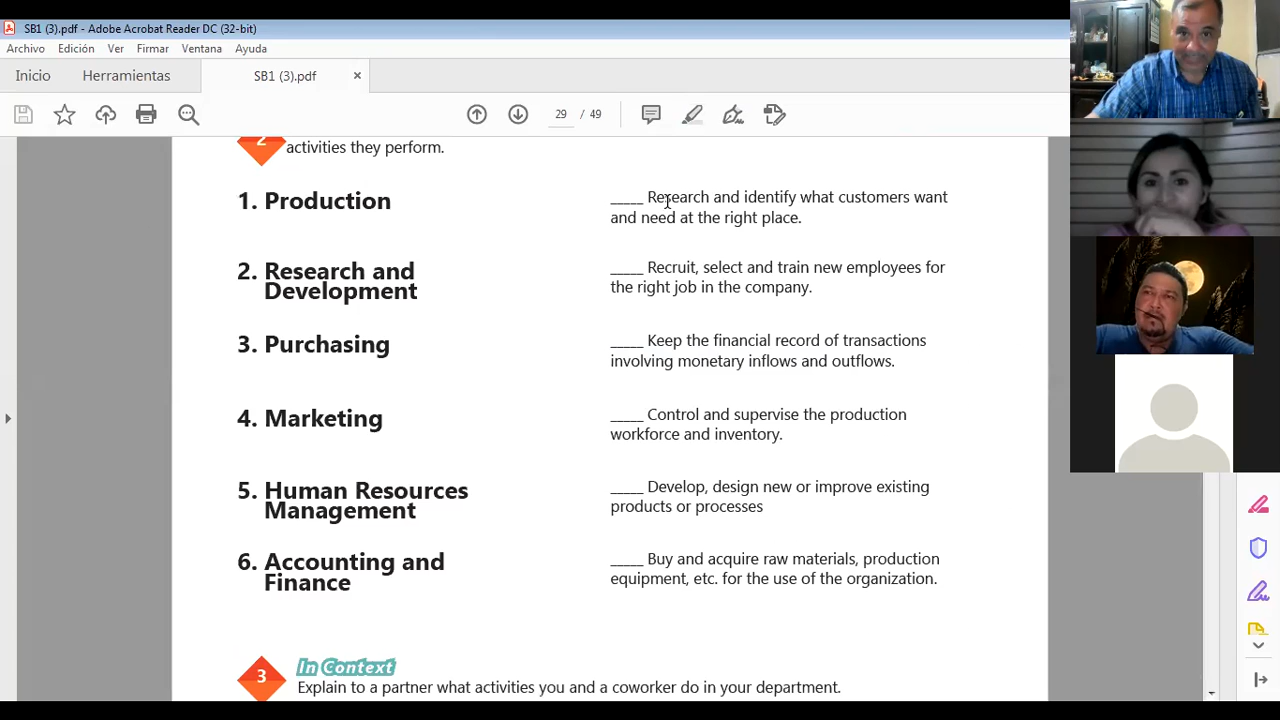 SB1 (3).pdf - Adobe Acrobat Reader DC (32-bit)
Archivo Edición Ver Firmar Ventana Ayuda
Inicio Herramientas SB1 (3).pdf ×
29 / 49
2
activities they perform.
1. Production
_____ Research and identify what customers want
and need at the right place.
2. Research and
Development
_____ Recruit, select and train new employees for
the right job in the company.
3. Purchasing
_____ Keep the financial record of transactions
involving monetary inflows and outflows.
4. Marketing
_____ Control and supervise the production
workforce and inventory.
5. Human Resources
Management
_____ Develop, design new or improve existing
products or processes
6. Accounting and
Finance
_____ Buy and acquire raw materials, production
equipment, etc. for the use of the organization.
3
In Context
Explain to a partner what activities you and a coworker do in your department.